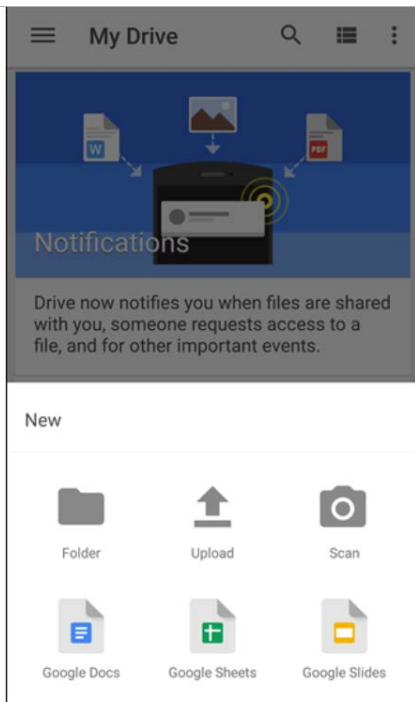 My Drive
W
PDF
Notifications
Drive now notifies you when files are shared
with you, someone requests access to a
file, and for other important events.
New
Folder
Upload
Scan
Google Docs
Google Sheets
Google Slides